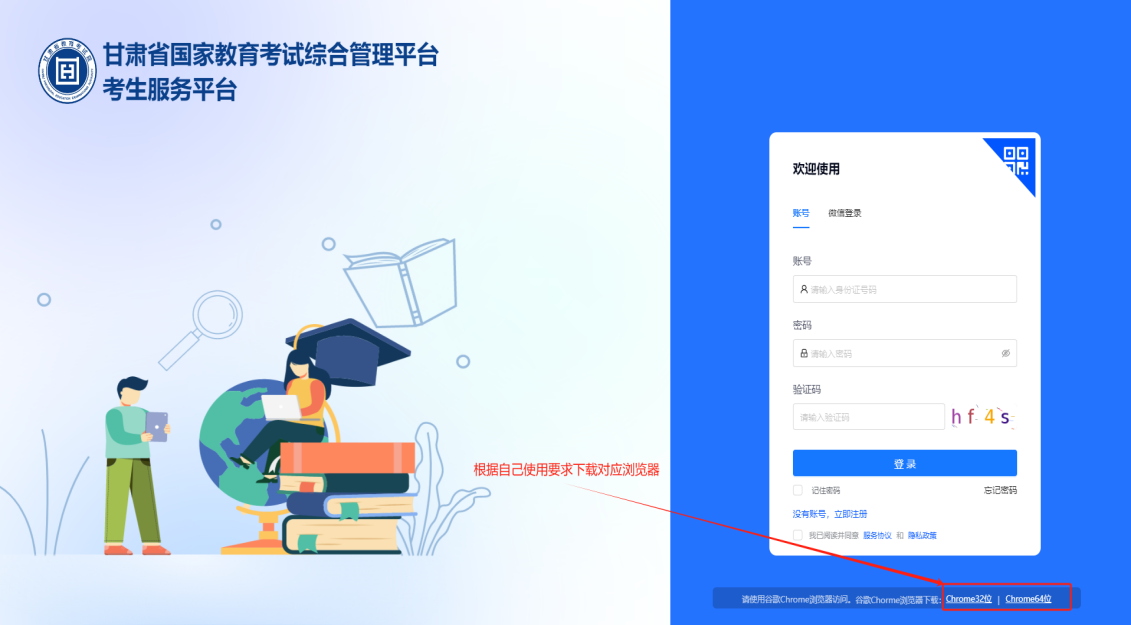 甘肃省国家教育考试综合管理平台
考生服务平台
欢迎使用
账号 微信登录
账号
请输入身份证号码
密码
请输入密码
验证码
请输入验证码 hf4s
登 录
记住密码 忘记密码
没有账号，立即注册
我已阅读并同意 服务协议 和 隐私政策
根据自己使用要求下载对应浏览器
请使用谷歌Chrome浏览器访问。谷歌Chorme浏览器下载： Chrome32位 | Chrome64位